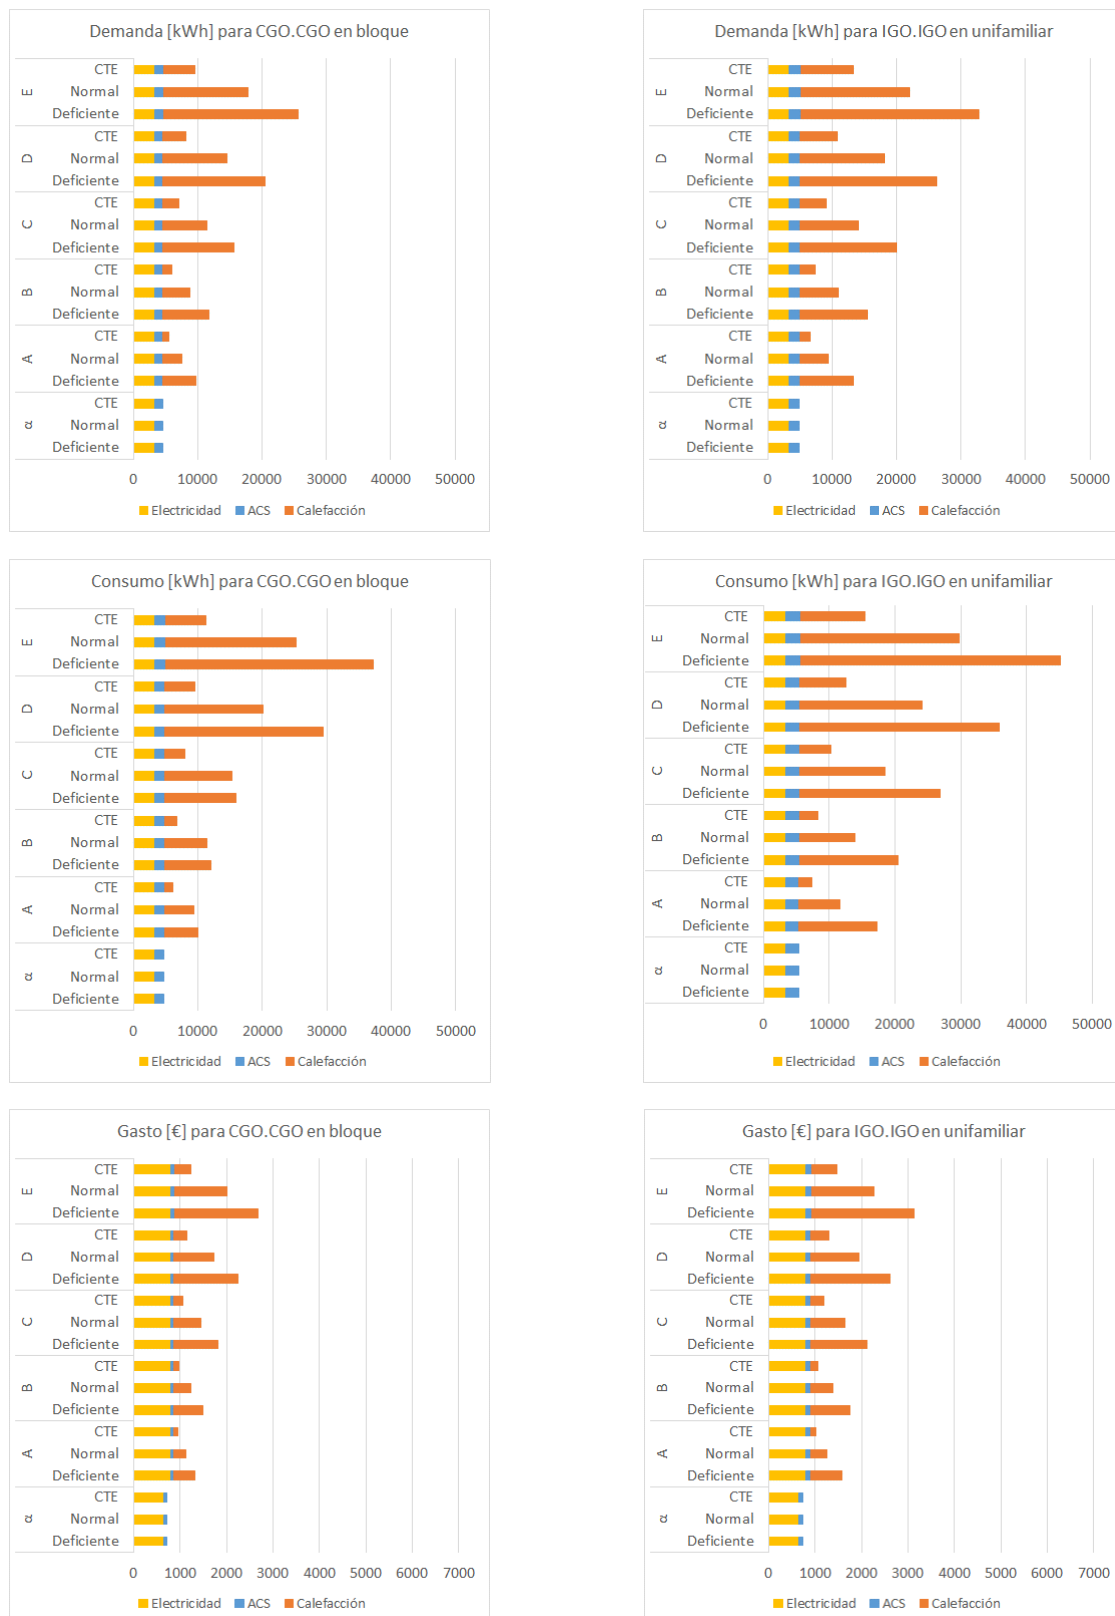 Demanda [kWh] para CGO.CGO en bloque
E
CTE
Normal
Deficiente
D
CTE
Normal
Deficiente
C
CTE
Normal
Deficiente
B
CTE
Normal
Deficiente
A
CTE
Normal
Deficiente
α
CTE
Normal
Deficiente
0 10000 20000 30000 40000 50000
Electricidad ACS Calefacción
Demanda [kWh] para IGO.IGO en unifamiliar
E
CTE
Normal
Deficiente
D
CTE
Normal
Deficiente
C
CTE
Normal
Deficiente
B
CTE
Normal
Deficiente
A
CTE
Normal
Deficiente
α
CTE
Normal
Deficiente
0 10000 20000 30000 40000 50000
Electricidad ACS Calefacción
Consumo [kWh] para CGO.CGO en bloque
E
CTE
Normal
Deficiente
D
CTE
Normal
Deficiente
C
CTE
Normal
Deficiente
B
CTE
Normal
Deficiente
A
CTE
Normal
Deficiente
α
CTE
Normal
Deficiente
0 10000 20000 30000 40000 50000
Electricidad ACS Calefacción
Consumo [kWh] para IGO.IGO en unifamiliar
E
CTE
Normal
Deficiente
D
CTE
Normal
Deficiente
C
CTE
Normal
Deficiente
B
CTE
Normal
Deficiente
A
CTE
Normal
Deficiente
α
CTE
Normal
Deficiente
0 10000 20000 30000 40000 50000
Electricidad ACS Calefacción
Gasto [€] para CGO.CGO en bloque
E
CTE
Normal
Deficiente
D
CTE
Normal
Deficiente
C
CTE
Normal
Deficiente
B
CTE
Normal
Deficiente
A
CTE
Normal
Deficiente
α
CTE
Normal
Deficiente
0 1000 2000 3000 4000 5000 6000 7000
Electricidad ACS Calefacción
Gasto [€] para IGO.IGO en unifamiliar
E
CTE
Normal
Deficiente
D
CTE
Normal
Deficiente
C
CTE
Normal
Deficiente
B
CTE
Normal
Deficiente
A
CTE
Normal
Deficiente
α
CTE
Normal
Deficiente
0 1000 2000 3000 4000 5000 6000 7000
Electricidad ACS Calefacción